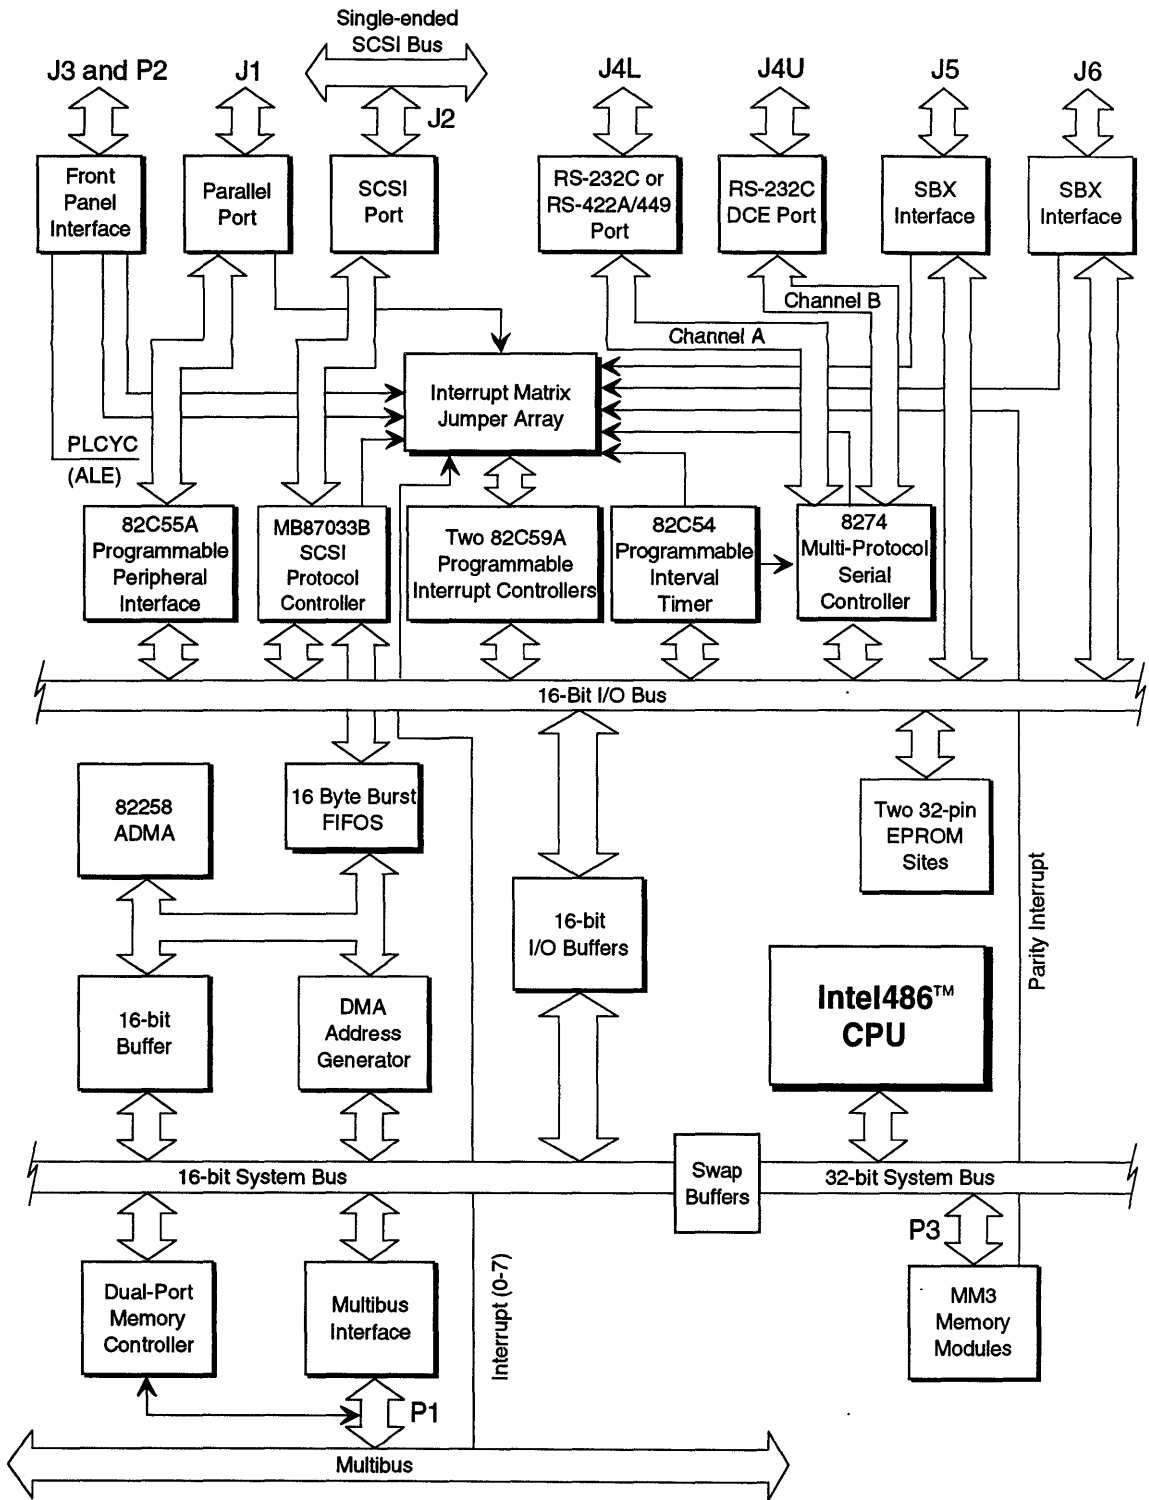 Single-ended
SCSI Bus
J3 and P2
J1
J2
J4L
J4U
J5
J6
Front
Panel
Interface
Parallel
Port
SCSI
Port
RS-232C or
RS-422A/449
Port
RS-232C
DCE Port
SBX
Interface
SBX
Interface
Channel B
Channel A
Interrupt Matrix
Jumper Array
PLCYC
(ALE)
82C55A
Programmable
Peripheral
Interface
MB87033B
SCSI
Protocol
Controller
Two 82C59A
Programmable
Interrupt Controllers
82C54
Programmable
Interval
Timer
8274
Multi-Protocol
Serial
Controller
16-Bit I/O Bus
82258
ADMA
16 Byte Burst
FIFOS
Two 32-pin
EPROM
Sites
16-bit
I/O Buffers
Parity Interrupt
16-bit
Buffer
DMA
Address
Generator
Intel486™
CPU
16-bit System Bus
Swap
Buffers
32-bit System Bus
P3
Dual-Port
Memory
Controller
Multibus
Interface
Interrupt (0-7)
MM3
Memory
Modules
P1
Multibus